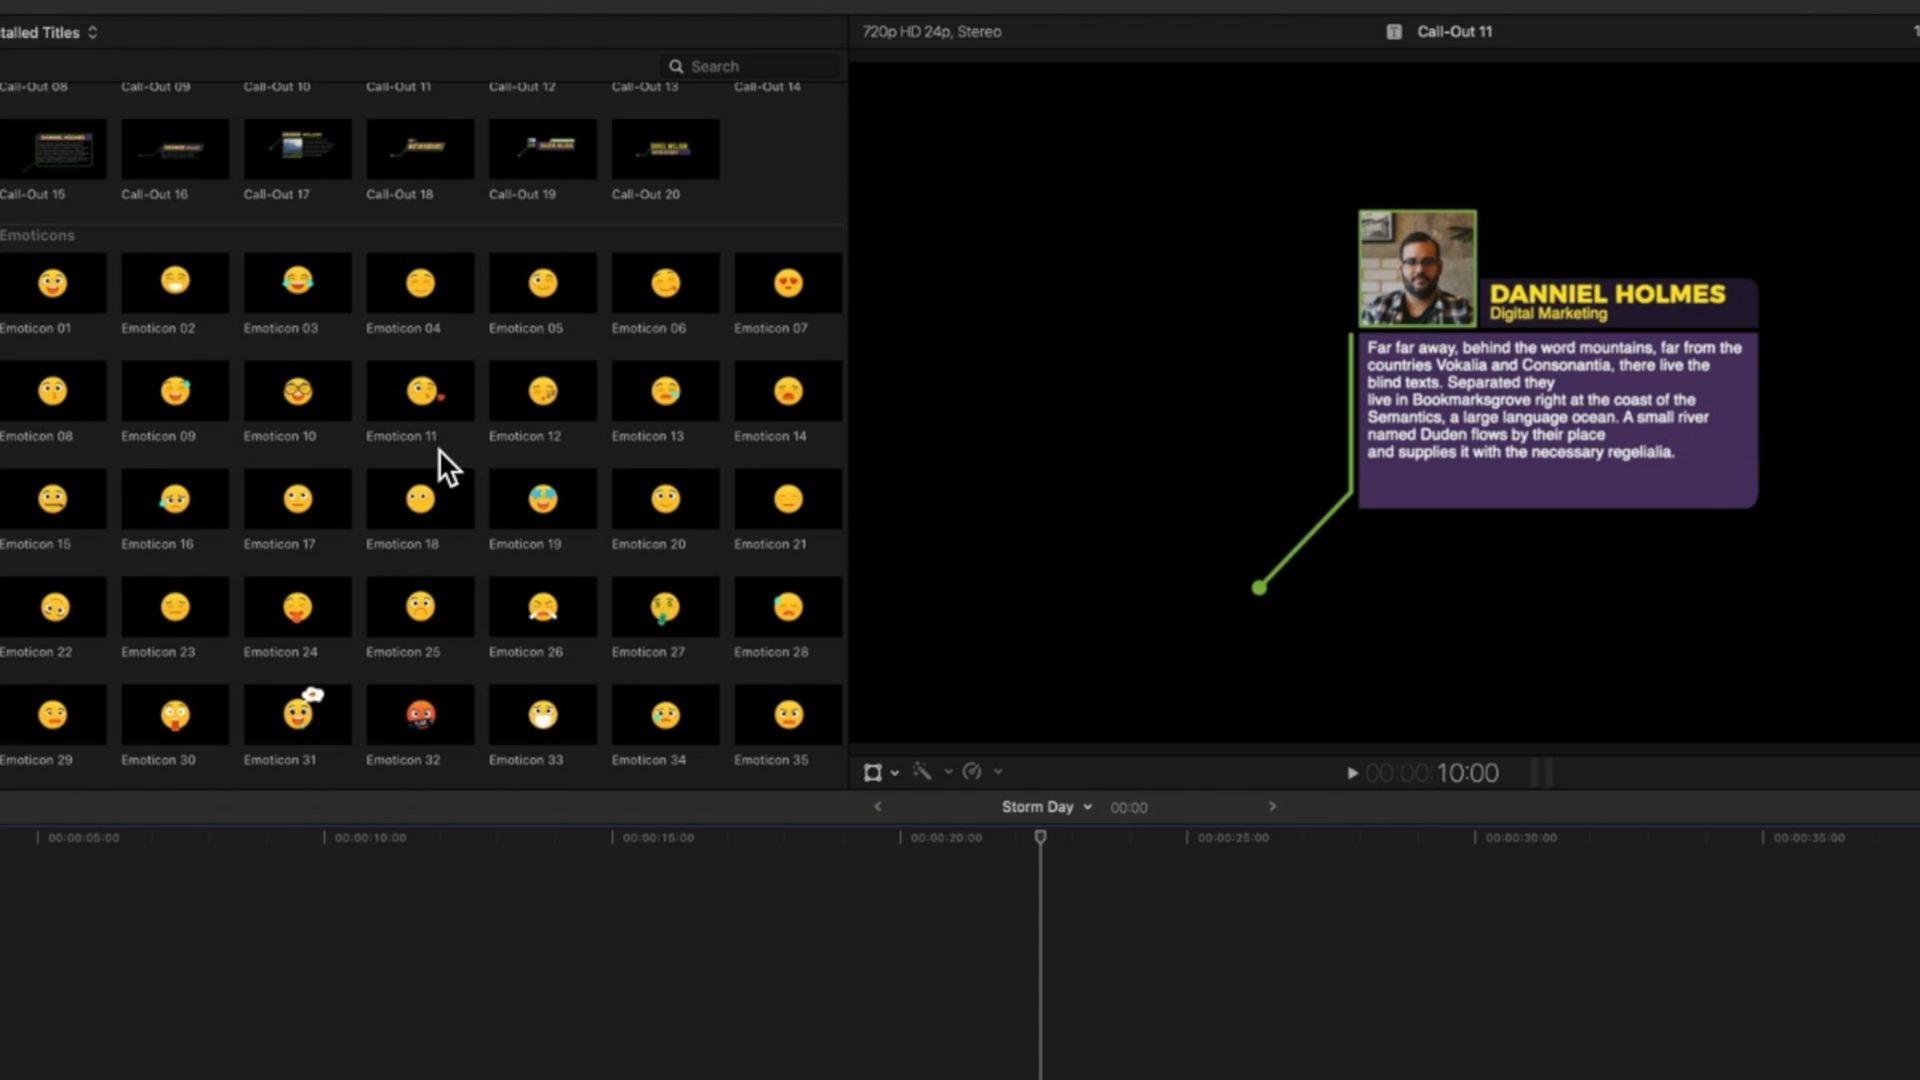 talled Titles
720p HD 24p, Stereo
Call-Out 11
Search
Call-Out 08
Call-Out 09
Call-Out 10
Call-Out 11
Call-Out 12
Call-Out 13
Call-Out 14
Call-Out 15
Call-Out 16
Call-Out 17
Call-Out 18
Call-Out 19
Call-Out 20
Emoticons
Emoticon 01
Emoticon 02
Emoticon 03
Emoticon 04
Emoticon 05
Emoticon 06
Emoticon 07
Emoticon 08
Emoticon 09
Emoticon 10
Emoticon 11
Emoticon 12
Emoticon 13
Emoticon 14
Emoticon 15
Emoticon 16
Emoticon 17
Emoticon 18
Emoticon 19
Emoticon 20
Emoticon 21
Emoticon 22
Emoticon 23
Emoticon 24
Emoticon 25
Emoticon 26
Emoticon 27
Emoticon 28
Emoticon 29
Emoticon 30
Emoticon 31
Emoticon 32
Emoticon 33
Emoticon 34
Emoticon 35
DANNIEL HOLMES
Digital Marketing
Far far away, behind the word mountains, far from the
countries Vokalia and Consonantia, there live the
blind texts. Separated they
live in Bookmarksgrove right at the coast of the
Semantics, a large language ocean. A small river
named Duden flows by their place
and supplies it with the necessary regelialia.
00:00:10:00
Storm Day
00:00
00:00:05:00
00:00:10:00
00:00:15:00
00:00:20:00
00:00:25:00
00:00:30:00
00:00:35:00